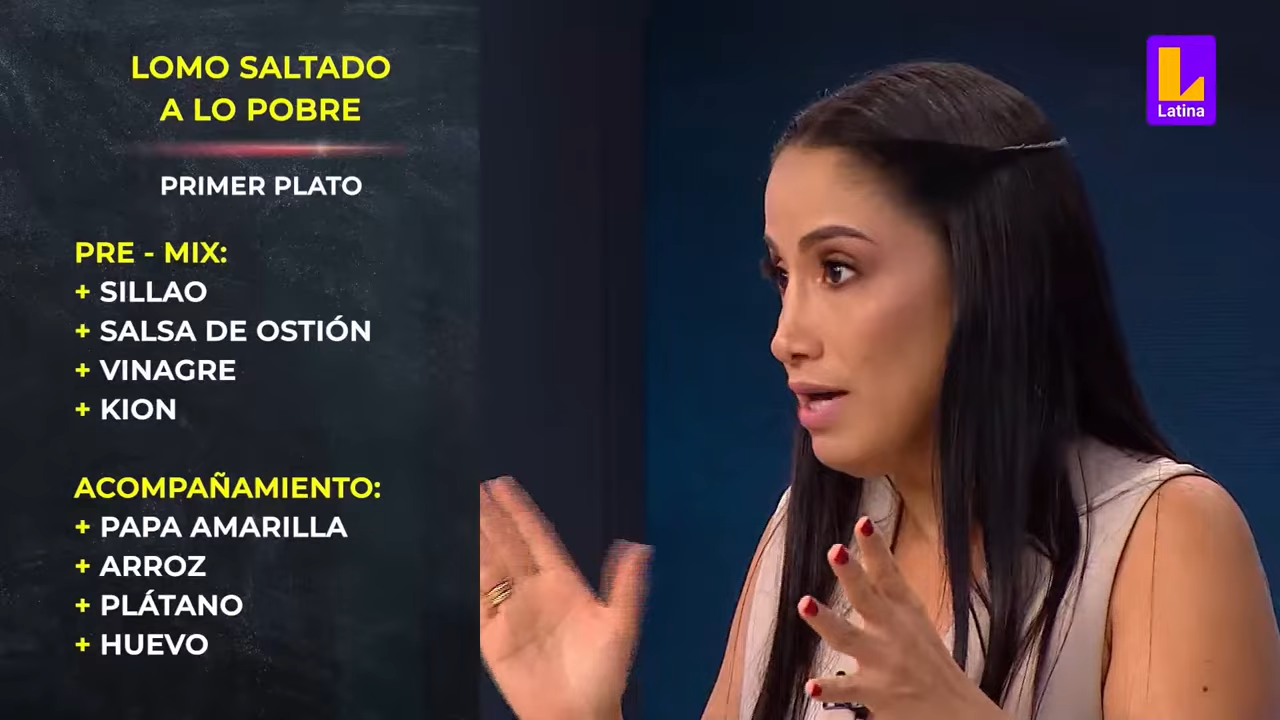 LOMO SALTADO
A LO POBRE
PRIMER PLATO
PRE - MIX:
+ SILLAO
+ SALSA DE OSTIÓN
+ VINAGRE
+ KION
ACOMPAÑAMIENTO:
+ PAPA AMARILLA
+ ARROZ
+ PLÁTANO
+ HUEVO
Latina